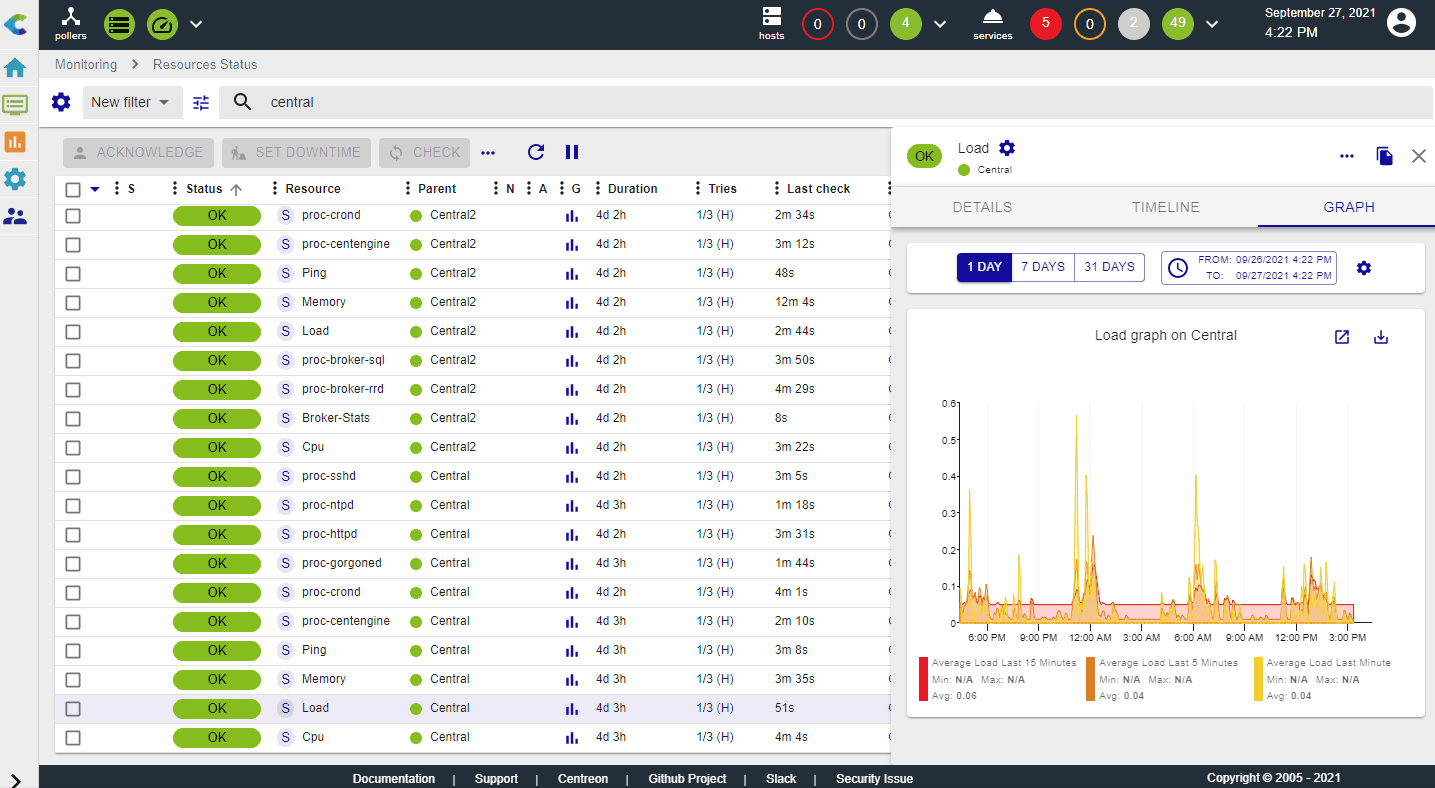 pollers
hosts 0 0 4
services 5 0 2 49
September 27, 2021
4:22 PM
Monitoring > Resources Status
New filter central
ACKNOWLEDGE SET DOWNTIME CHECK
S Status Resource Parent N A G Duration Tries Last check
OK S proc-crond Central2 4d 2h 1/3 (H) 2m 34s
OK S proc-centengine Central2 4d 2h 1/3 (H) 3m 12s
OK S Ping Central2 4d 2h 1/3 (H) 48s
OK S Memory Central2 4d 2h 1/3 (H) 12m 4s
OK S Load Central2 4d 2h 1/3 (H) 2m 44s
OK S proc-broker-sql Central2 4d 2h 1/3 (H) 3m 50s
OK S proc-broker-rrd Central2 4d 2h 1/3 (H) 4m 29s
OK S Broker-Stats Central2 4d 2h 1/3 (H) 8s
OK S Cpu Central2 4d 2h 1/3 (H) 3m 22s
OK S proc-sshd Central 4d 2h 1/3 (H) 3m 5s
OK S proc-ntpd Central 4d 3h 1/3 (H) 1m 18s
OK S proc-httpd Central 4d 2h 1/3 (H) 3m 31s
OK S proc-gorgoned Central 4d 3h 1/3 (H) 1m 44s
OK S proc-crond Central 4d 3h 1/3 (H) 4m 1s
OK S proc-centengine Central 4d 3h 1/3 (H) 2m 10s
OK S Ping Central 4d 3h 1/3 (H) 3m 8s
OK S Memory Central 4d 3h 1/3 (H) 3m 35s
OK S Load Central 4d 3h 1/3 (H) 51s
OK S Cpu Central 4d 3h 1/3 (H) 4m 4s
OK Load
Central
DETAILS TIMELINE GRAPH
1 DAY 7 DAYS 31 DAYS
FROM: 09/26/2021 4:22 PM
TO: 09/27/2021 4:22 PM
Load graph on Central
0.6
0.5
0.4
0.3
0.2
0.1
0
6:00 PM 9:00 PM 12:00 AM 3:00 AM 6:00 AM 9:00 AM 12:00 PM 3:00 PM
Average Load Last 15 Minutes
Min: N/A Max: N/A
Avg: 0.06
Average Load Last 5 Minutes
Min: N/A Max: N/A
Avg: 0.04
Average Load Last Minute
Min: N/A Max: N/A
Avg: 0.04
Documentation | Support | Centreon | Github Project | Slack | Security Issue
Copyright © 2005 - 2021